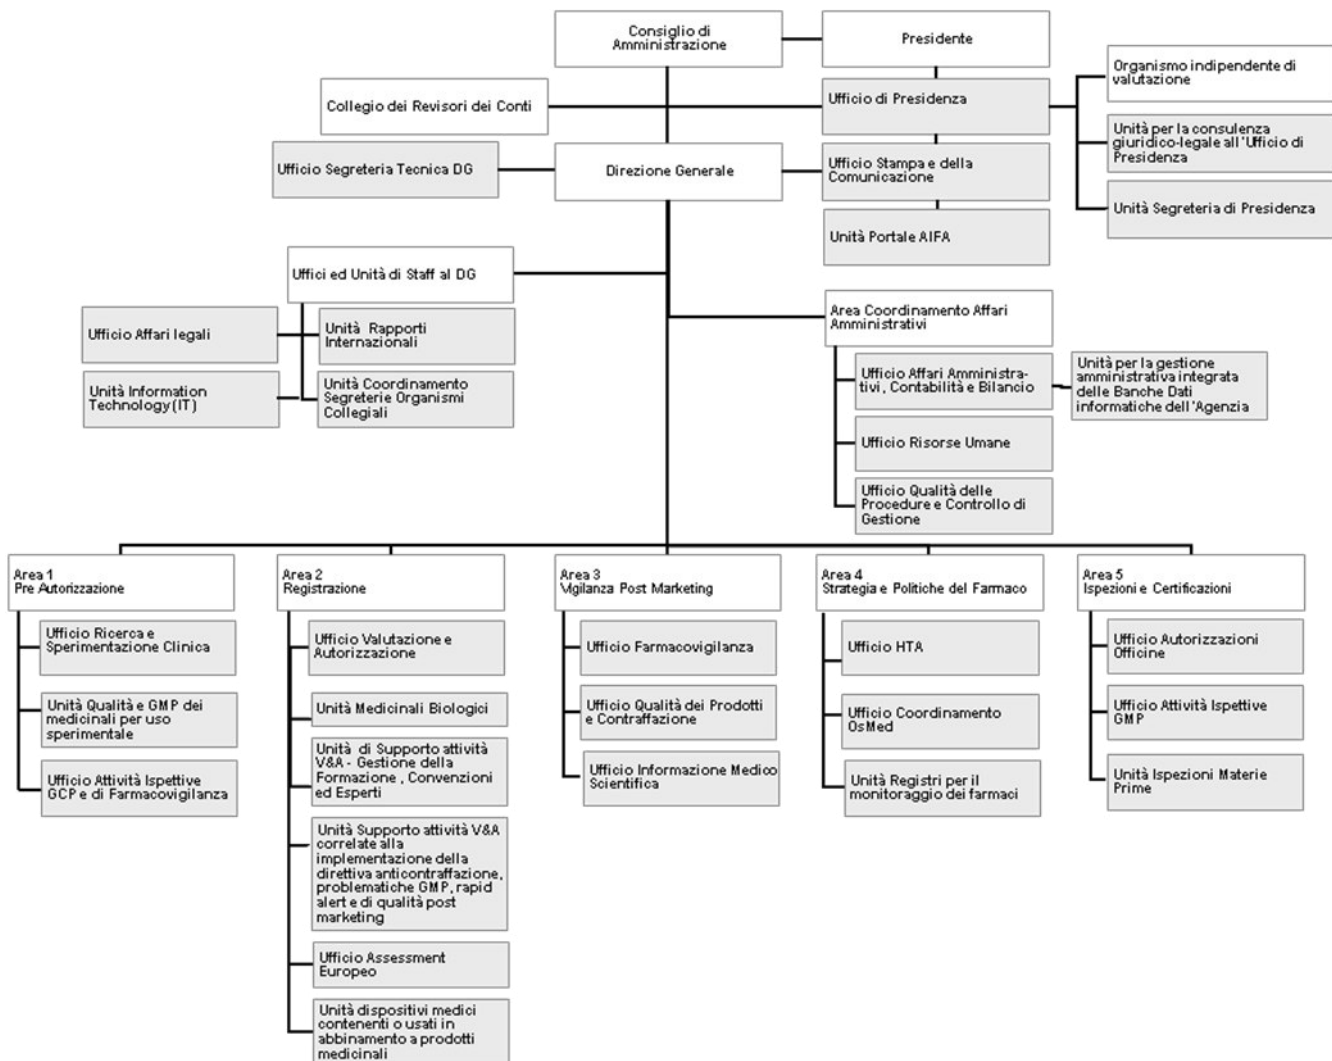 Consiglio di
Amministrazione
Presidente
Organismo indipendente di
valutazione
Collegio dei Revisori dei Conti
Ufficio di Presidenza
Unità per la consulenza
giuridico-legale all'Ufficio di
Presidenza
Ufficio Segreteria Tecnica DG
Direzione Generale
Ufficio Stampa e della
Comunicazione
Unità Segreteria di Presidenza
Unità Portale AIFA
Uffici ed Unità di Staff al DG
Ufficio Affari legali
Unità Rapporti
Internazionali
Unità Information
Technology (IT)
Unità Coordinamento
Segreterie Organismi
Collegiali
Area Coordinamento Affari
Amministrativi
Ufficio Affari Amministra-
tivi, Contabilità e Bilancio
Unità per la gestione
amministrativa integrata
delle Banche Dati
informatiche dell'Agenzia
Ufficio Risorse Umane
Ufficio Qualità delle
Procedure e Controllo di
Gestione
Area 1
Pre Autorizzazione
Ufficio Ricerca e
Sperimentazione Clinica
Unità Qualità e GMP dei
medicinali per uso
sperimentale
Ufficio Attività Ispettive
GCP e di Farmacovigilanza
Area 2
Registrazione
Ufficio Valutazione e
Autorizzazione
Unità Medicinali Biologici
Unità di Supporto attività
V&A - Gestione della
Formazione , Convenzioni
ed Esperti
Unità Supporto attività V&A
correlate alla
implementazione della
direttiva anticontraffazione,
problematiche GMP, rapid
alert e di qualità post
marketing
Ufficio Assessment
Europeo
Unità dispositivi medici
contenenti o usati in
abbinamento a prodotti
medicinali
Area 3
Vigilanza Post Marketing
Ufficio Farmacovigilanza
Ufficio Qualità dei Prodotti
e Contraffazione
Ufficio Informazione Medico
Scientifica
Area 4
Strategia e Politiche del Farmaco
Ufficio HTA
Ufficio Coordinamento
OsMed
Unità Registri per il
monitoraggio dei farmaci
Area 5
Ispezioni e Certificazioni
Ufficio Autorizzazioni
Officine
Ufficio Attività Ispettive
GMP
Unità Ispezioni Materie
Prime